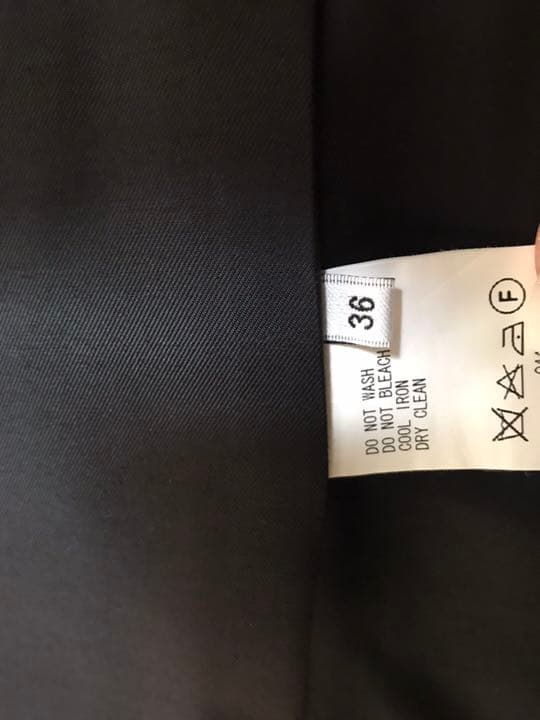 36
DO NOT WASH
DO NOT BLEACH
COOL IRON
DRY CLEAN
F